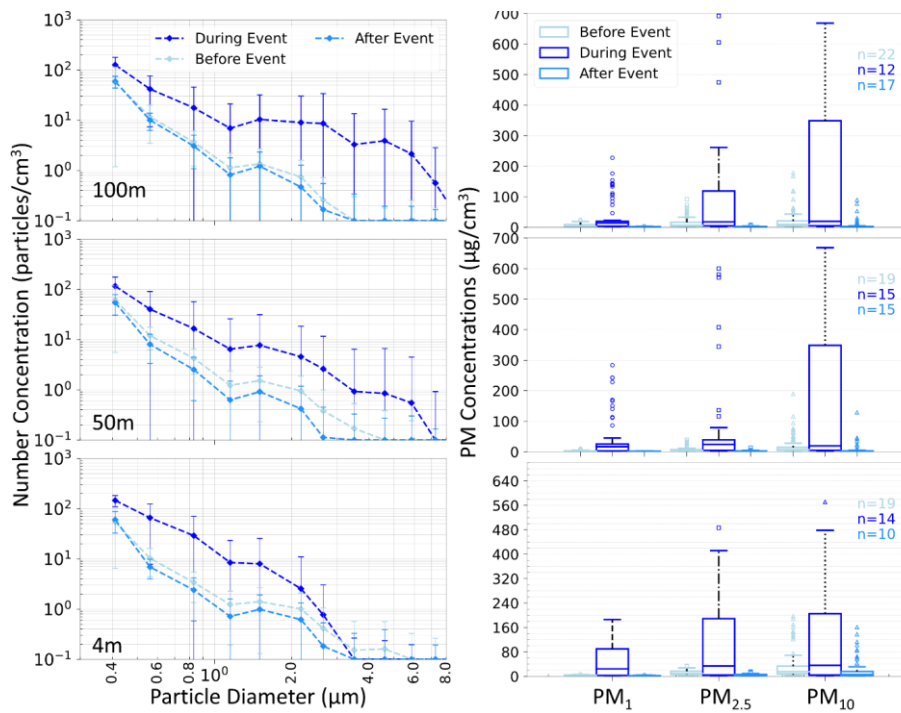 Number Concentration (particles/cm³)
10³
10²
10¹
10⁰
10⁻¹
During Event
After Event
Before Event
100m
10³
10²
10¹
10⁰
10⁻¹
50m
10³
10²
10¹
10⁰
10⁻¹
4m
0.4
0.6
0.8
10⁰
2.0
4.0
6.0
8.0
Particle Diameter (μm)
PM Concentrations (μg/cm³)
700
600
500
400
300
200
100
0
Before Event
During Event
After Event
n=22
n=12
n=17
700
600
500
400
300
200
100
0
n=19
n=15
n=15
640
560
480
400
320
240
160
80
0
n=19
n=14
n=10
PM₁
PM₂.₅
PM₁₀